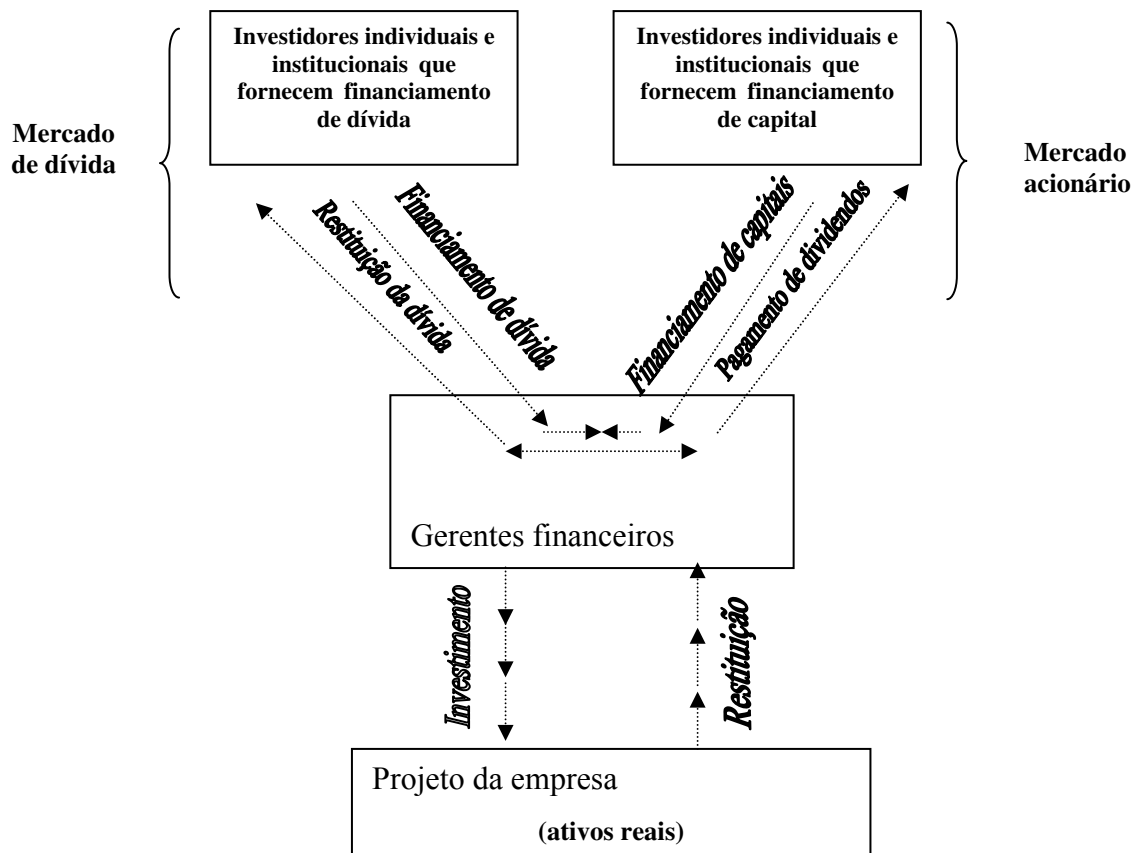 Investidores individuais e
institucionais que
fornecem financiamento
de dívida
Investidores individuais e
institucionais que
fornecem financiamento
de capital
Mercado
de dívida
Mercado
acionário
Restituição da dívida
Financiamento de dívida
Financiamento de capitais
Pagamento de dividendos
Gerentes financeiros
Investimento
Restituição
Projeto da empresa
(ativos reais)